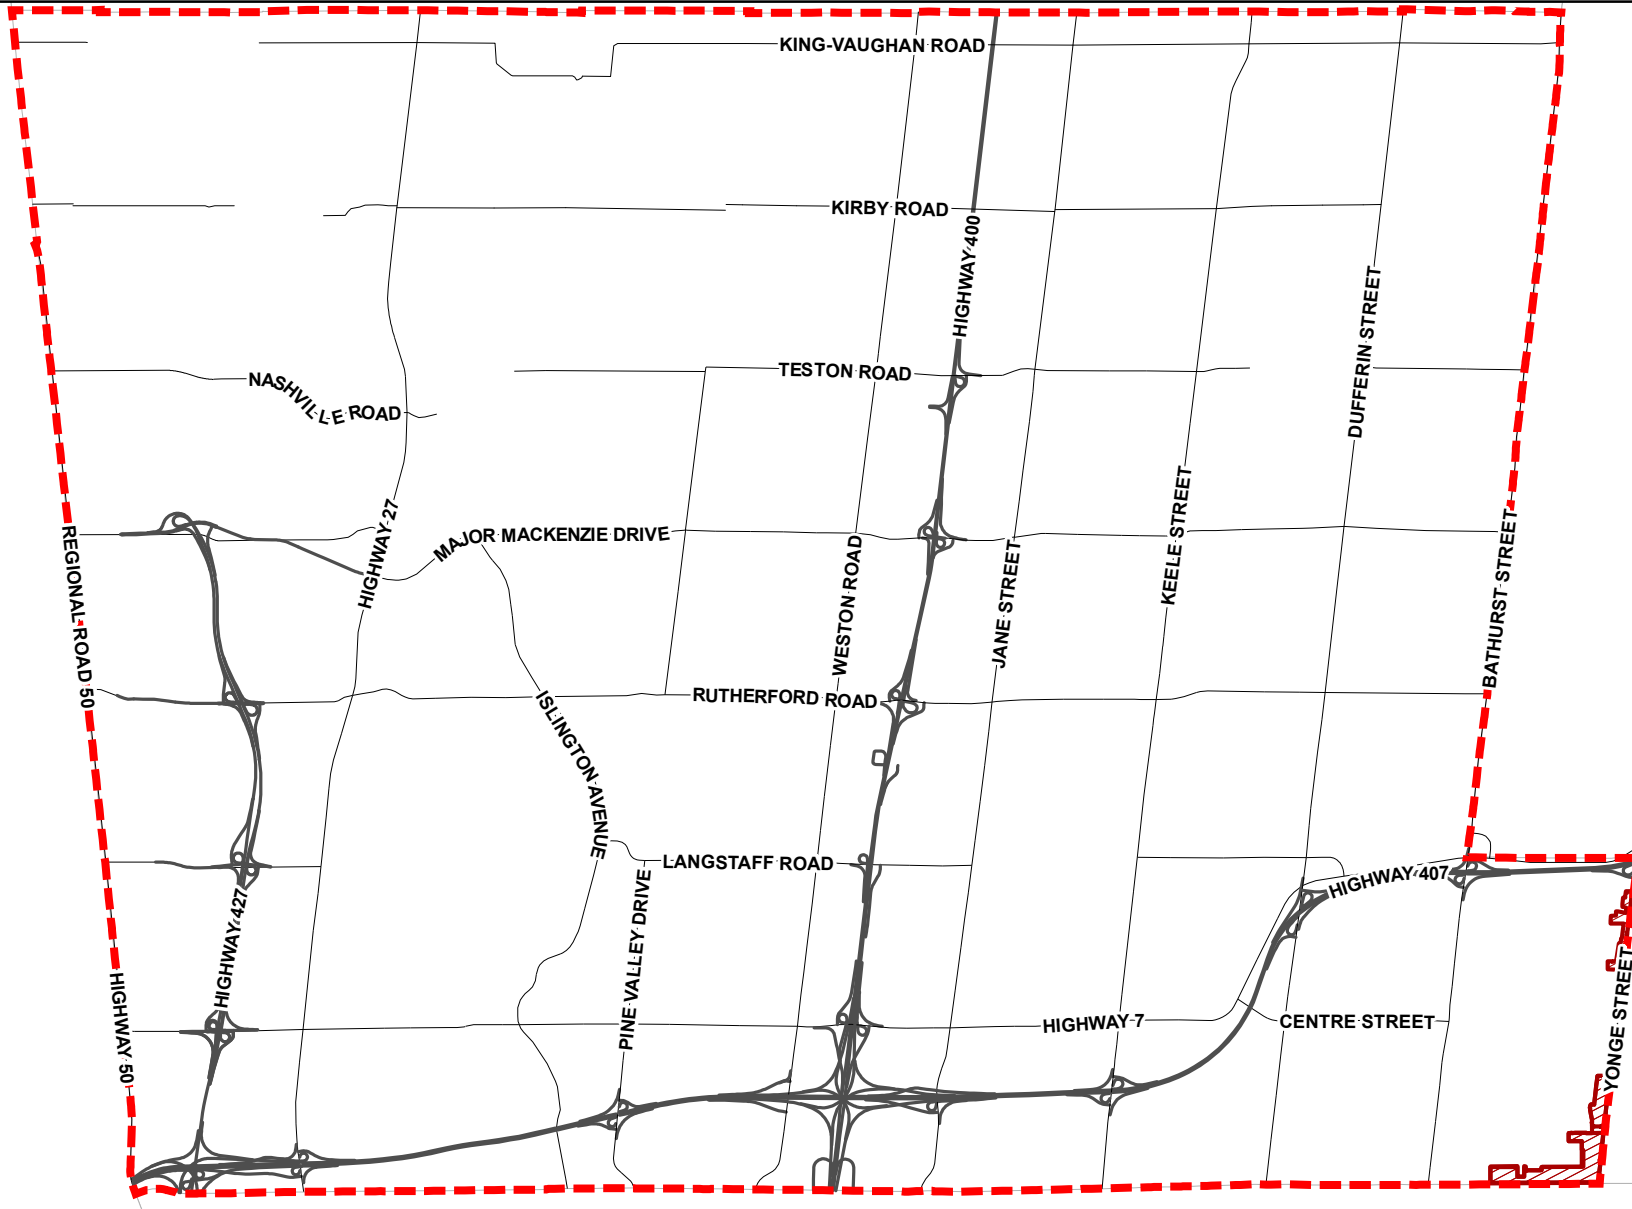 KING-VAUGHAN ROAD
KIRBY ROAD
HIGHWAY 400
DUFFERIN STREET
TESTON ROAD
NASHVILLE ROAD
KEELE STREET
HIGHWAY 27
MAJOR MACKENZIE DRIVE
REGIONAL ROAD 50
WESTON ROAD
JANE STREET
BATHURST STREET
ISLINGTON AVENUE
RUTHERFORD ROAD
LANGSTAFF ROAD
PINE VALLEY DRIVE
HIGHWAY 407
HIGHWAY 427
HIGHWAY 50
HIGHWAY 7
CENTRE STREET
YONGE STREET